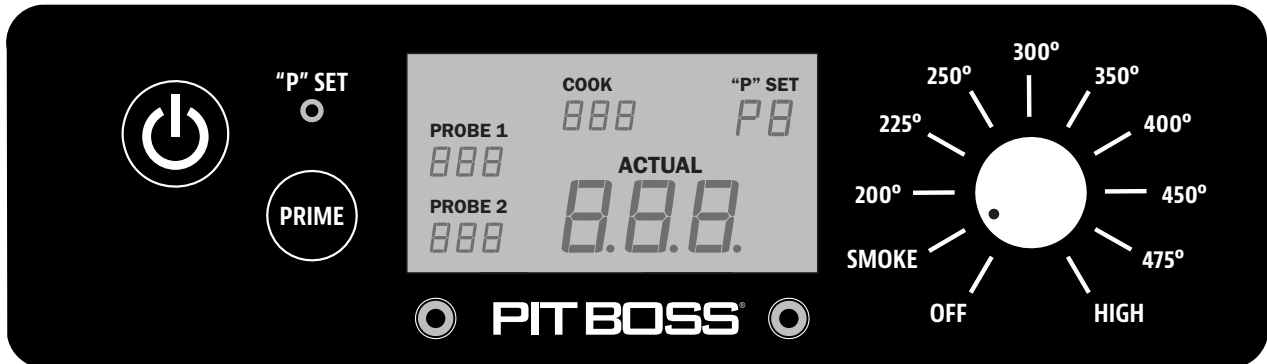 “P” SET
PRIME
COOK
888
“P” SET
P8
PROBE 1
888
PROBE 2
888
ACTUAL
8.8.8.
PIT BOSS®
OFF
SMOKE
200º
225º
250º
300º
350º
400º
450º
475º
HIGH